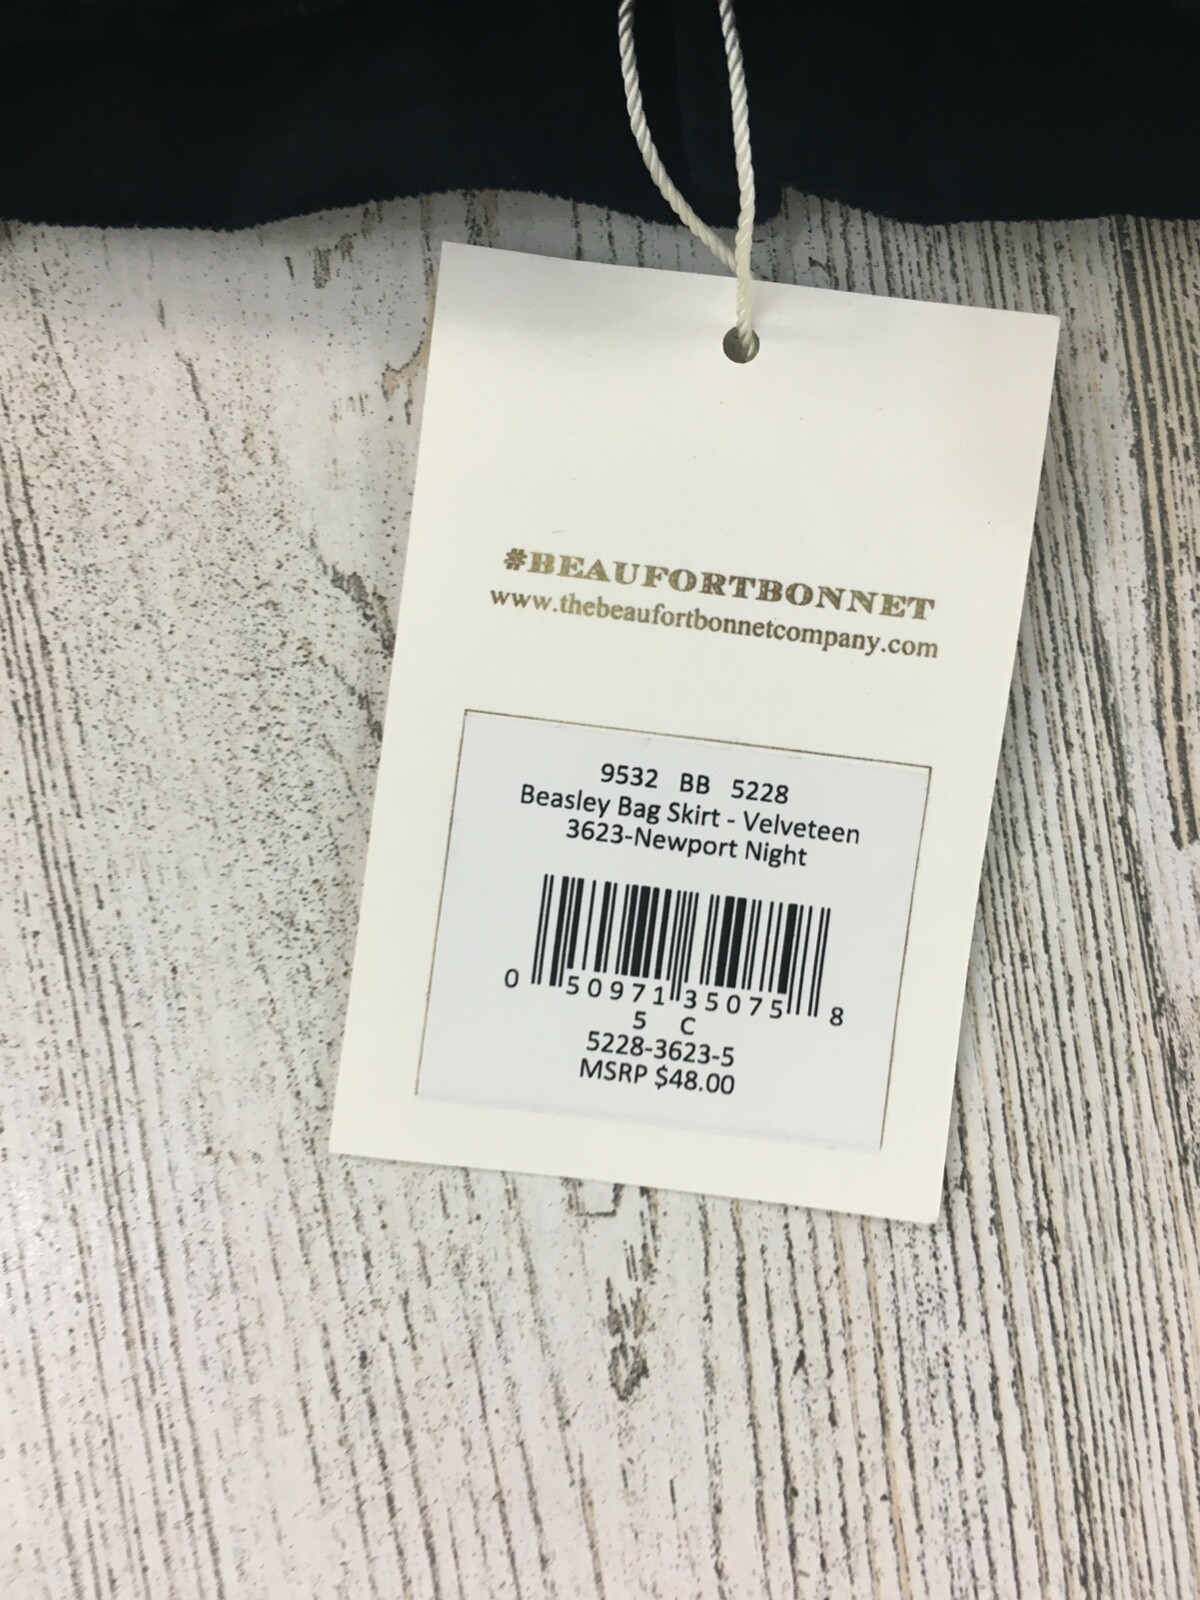 #BEAUFORTBONNET
www.thebeaufortbonnetcompany.com
9532 BB 5228
Beasley Bag Skirt - Velveteen
3623-Newport Night
0 50971 35075 8
5 C
5228-3623-5
MSRP $48.00